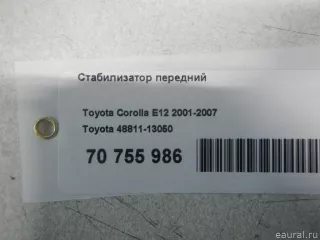 Стабилизатор передний
Toyota Corolla E12 2001-2007
Toyota 48811-13050
70 755 986
eaural.ru